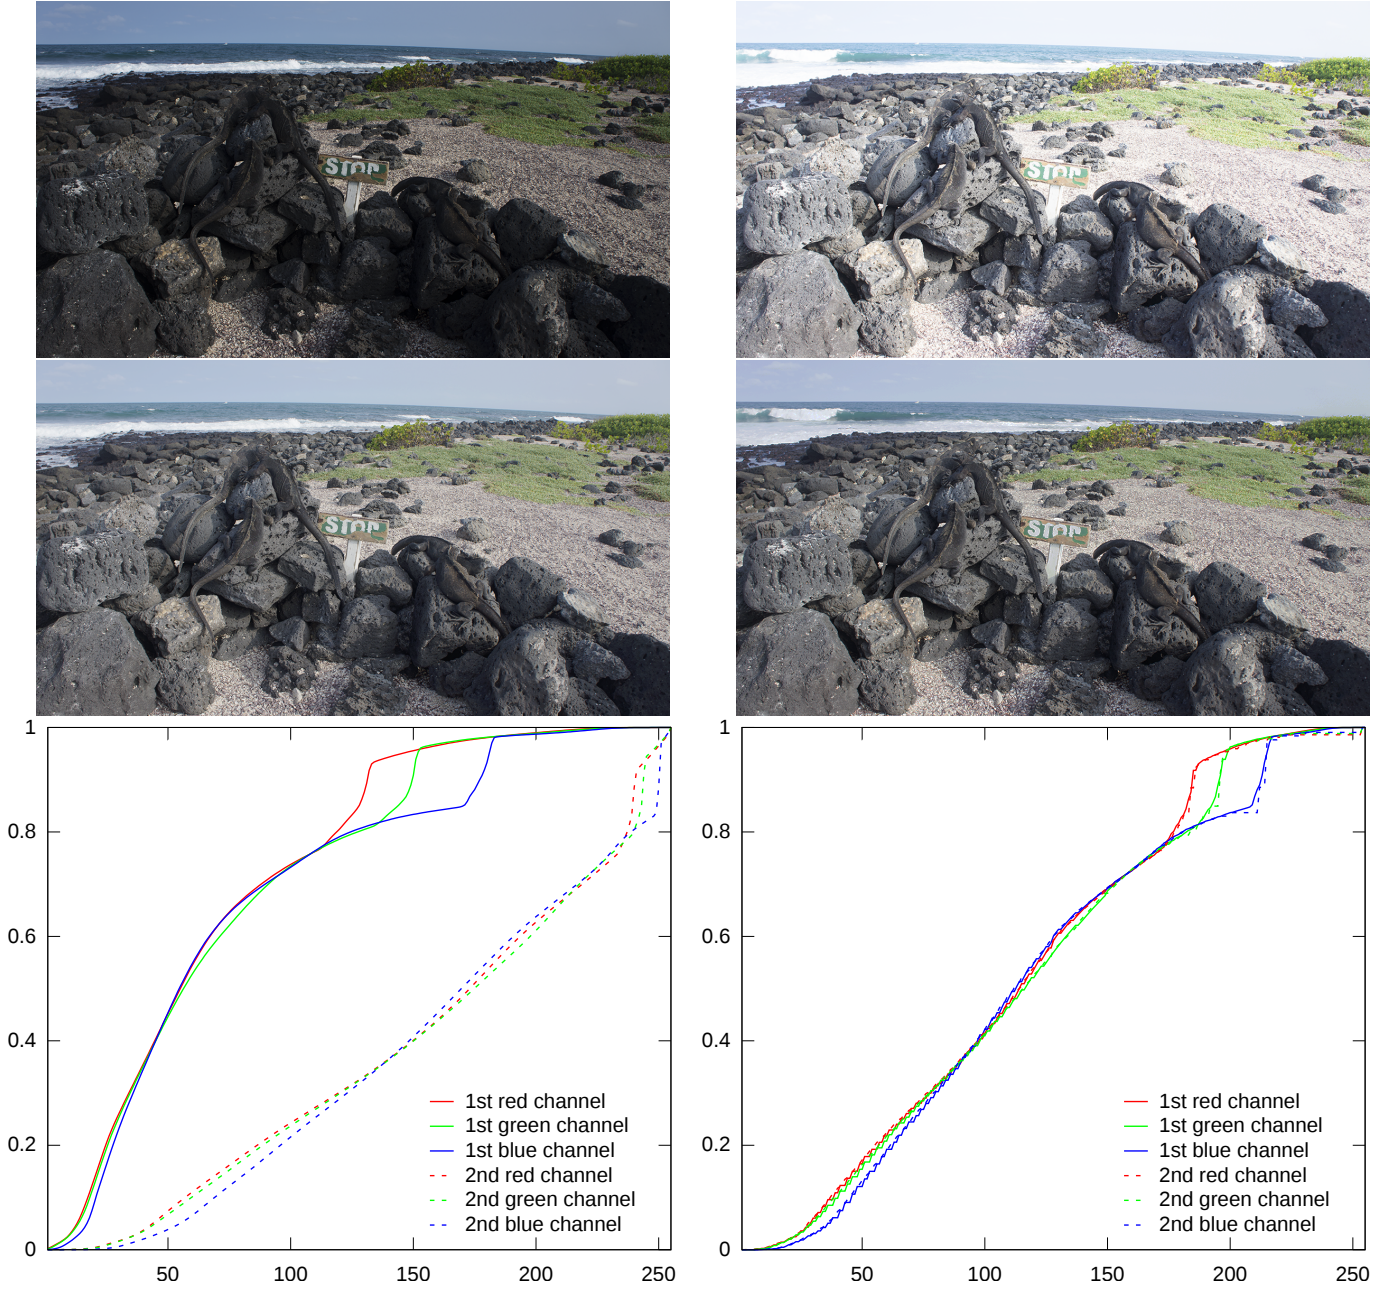 STOP
STOP
STOP
STOP
1
0.8
0.6
0.4
0.2
0
50 100 150 200 250
1st red channel
1st green channel
1st blue channel
2nd red channel
2nd green channel
2nd blue channel
1
0.8
0.6
0.4
0.2
0
50 100 150 200 250
1st red channel
1st green channel
1st blue channel
2nd red channel
2nd green channel
2nd blue channel